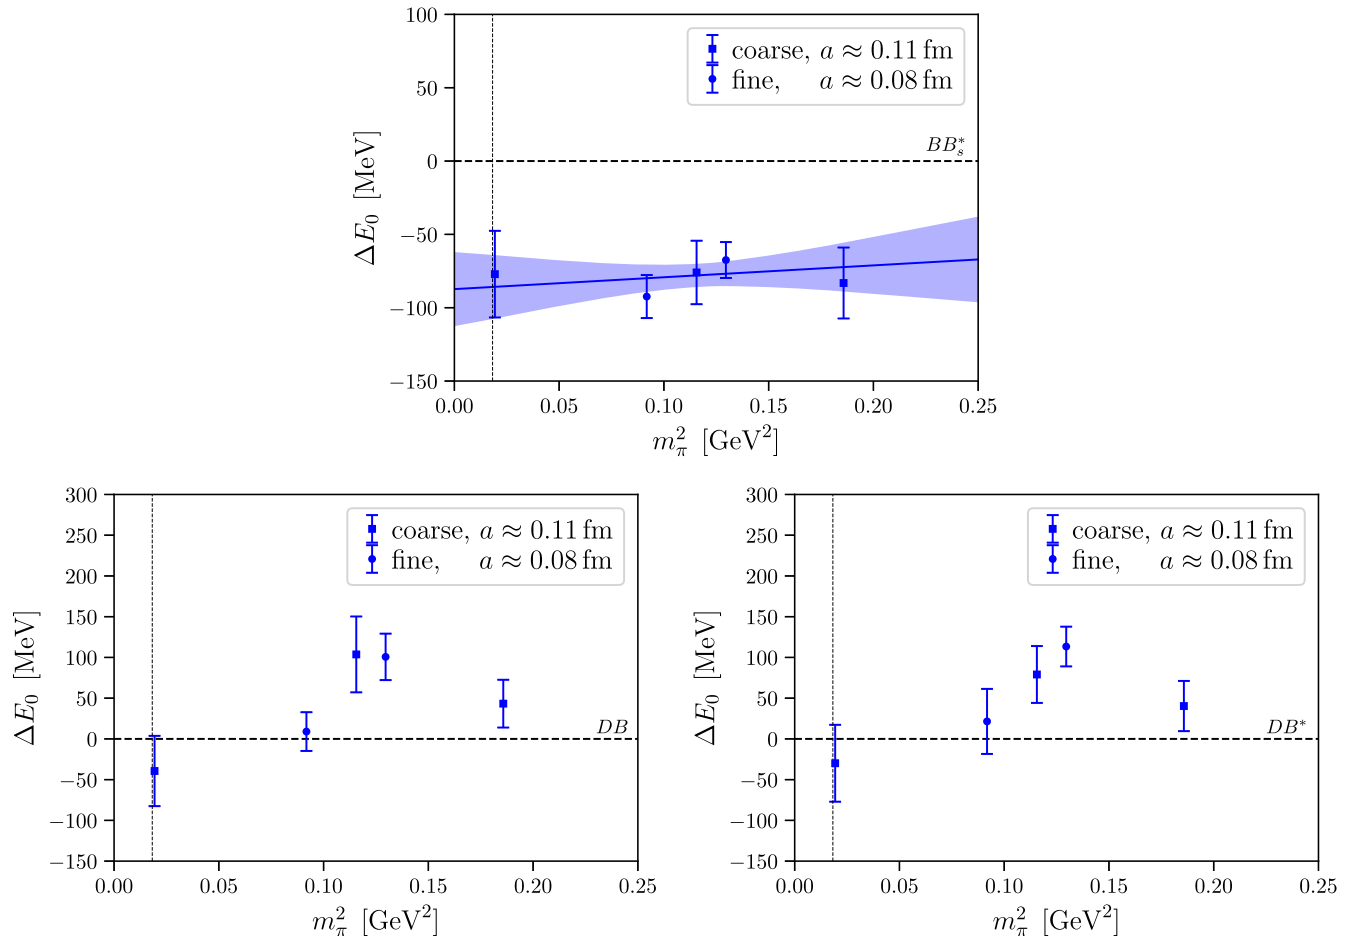 100
50
0
−50
−100
−150
ΔE₀ [MeV]
coarse, a ≈ 0.11 fm
fine, a ≈ 0.08 fm
BB*ₛ
0.00 0.05 0.10 0.15 0.20 0.25
m²_π [GeV²]
300
250
200
150
100
50
0
−50
−100
−150
ΔE₀ [MeV]
coarse, a ≈ 0.11 fm
fine, a ≈ 0.08 fm
DB
0.00 0.05 0.10 0.15 0.20 0.25
m²_π [GeV²]
300
250
200
150
100
50
0
−50
−100
−150
ΔE₀ [MeV]
coarse, a ≈ 0.11 fm
fine, a ≈ 0.08 fm
DB*
0.00 0.05 0.10 0.15 0.20 0.25
m²_π [GeV²]